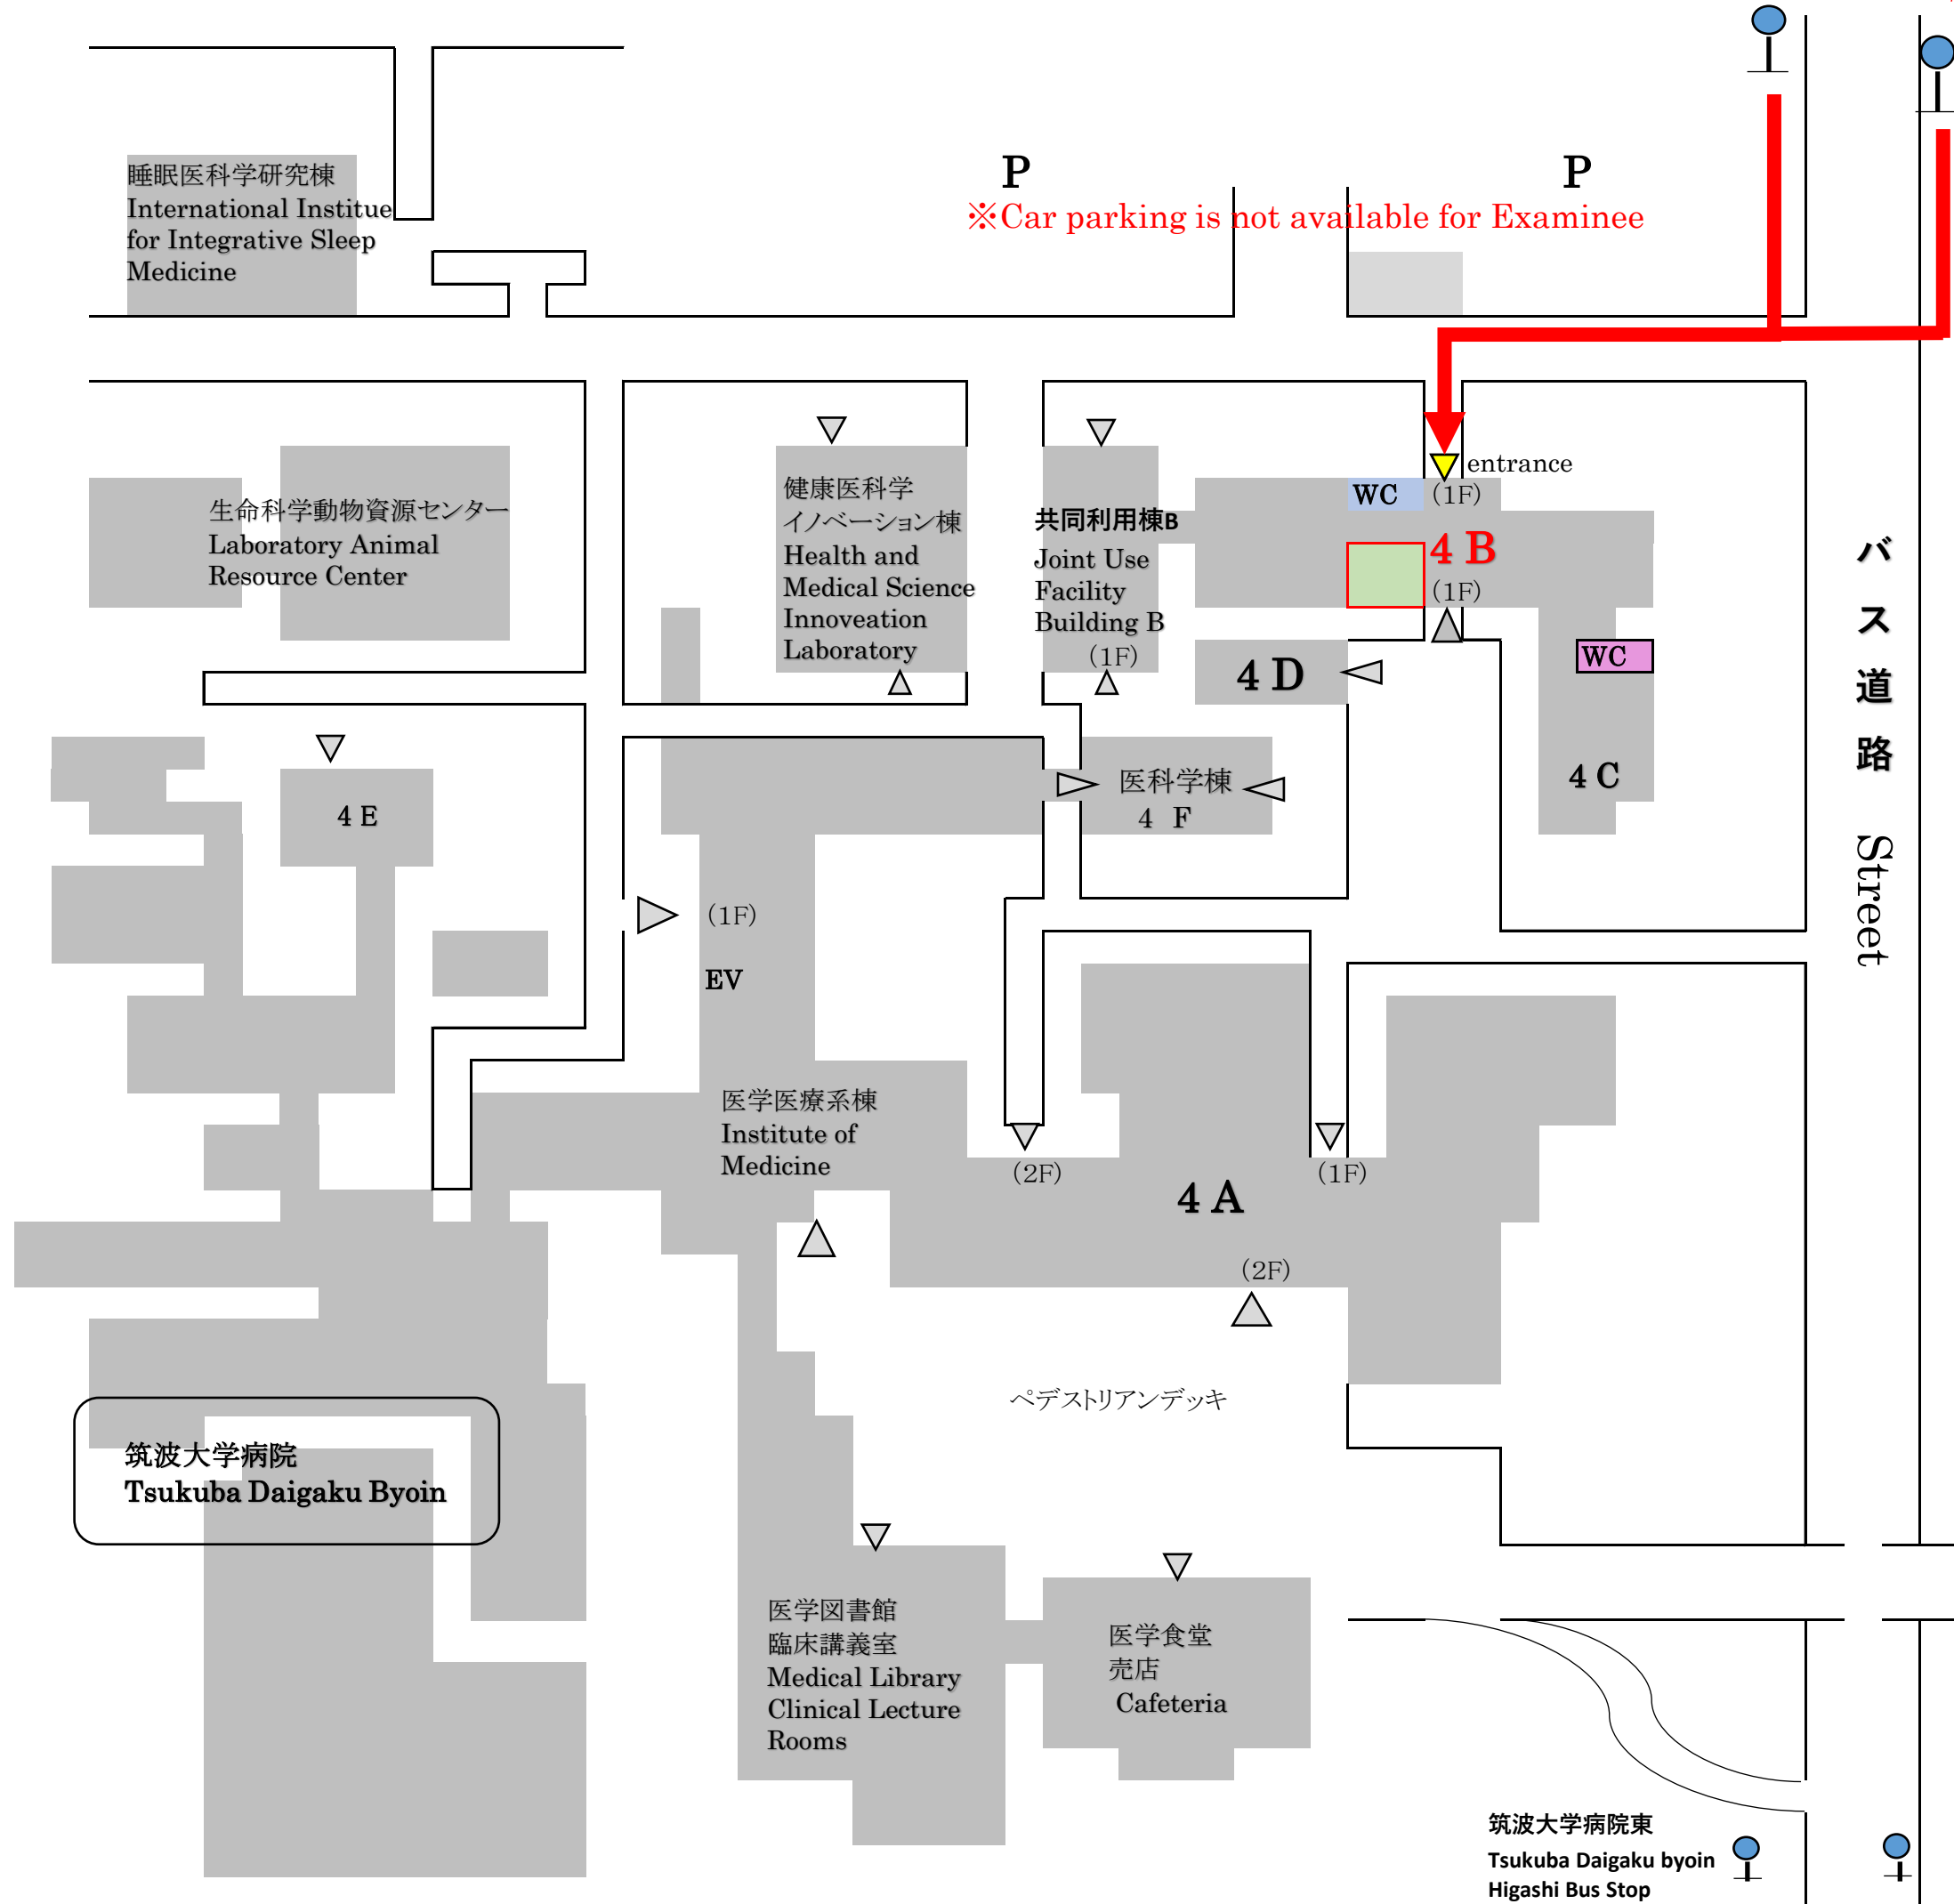 P
P
※Car parking is not available for Examinee
睡眠医科学研究棟
International Institue
for Integrative Sleep
Medicine
生命科学動物資源センター
Laboratory Animal
Resource Center
健康医科学
イノベーション棟
Health and
Medical Science
Innoveation
Laboratory
共同利用棟B
Joint Use
Facility
Building B
(1F)
entrance
WC
(1F)
4 B
(1F)
4 D
WC
4 C
バス道路 Street
4 E
医科学棟
4 F
(1F)
EV
医学医療系棟
Institute of
Medicine
(2F)
(1F)
4 A
(2F)
ペデストリアンデッキ
筑波大学病院
Tsukuba Daigaku Byoin
医学図書館
臨床講義室
Medical Library
Clinical Lecture
Rooms
医学食堂
売店
Cafeteria
筑波大学病院東
Tsukuba Daigaku byoin
Higashi Bus Stop